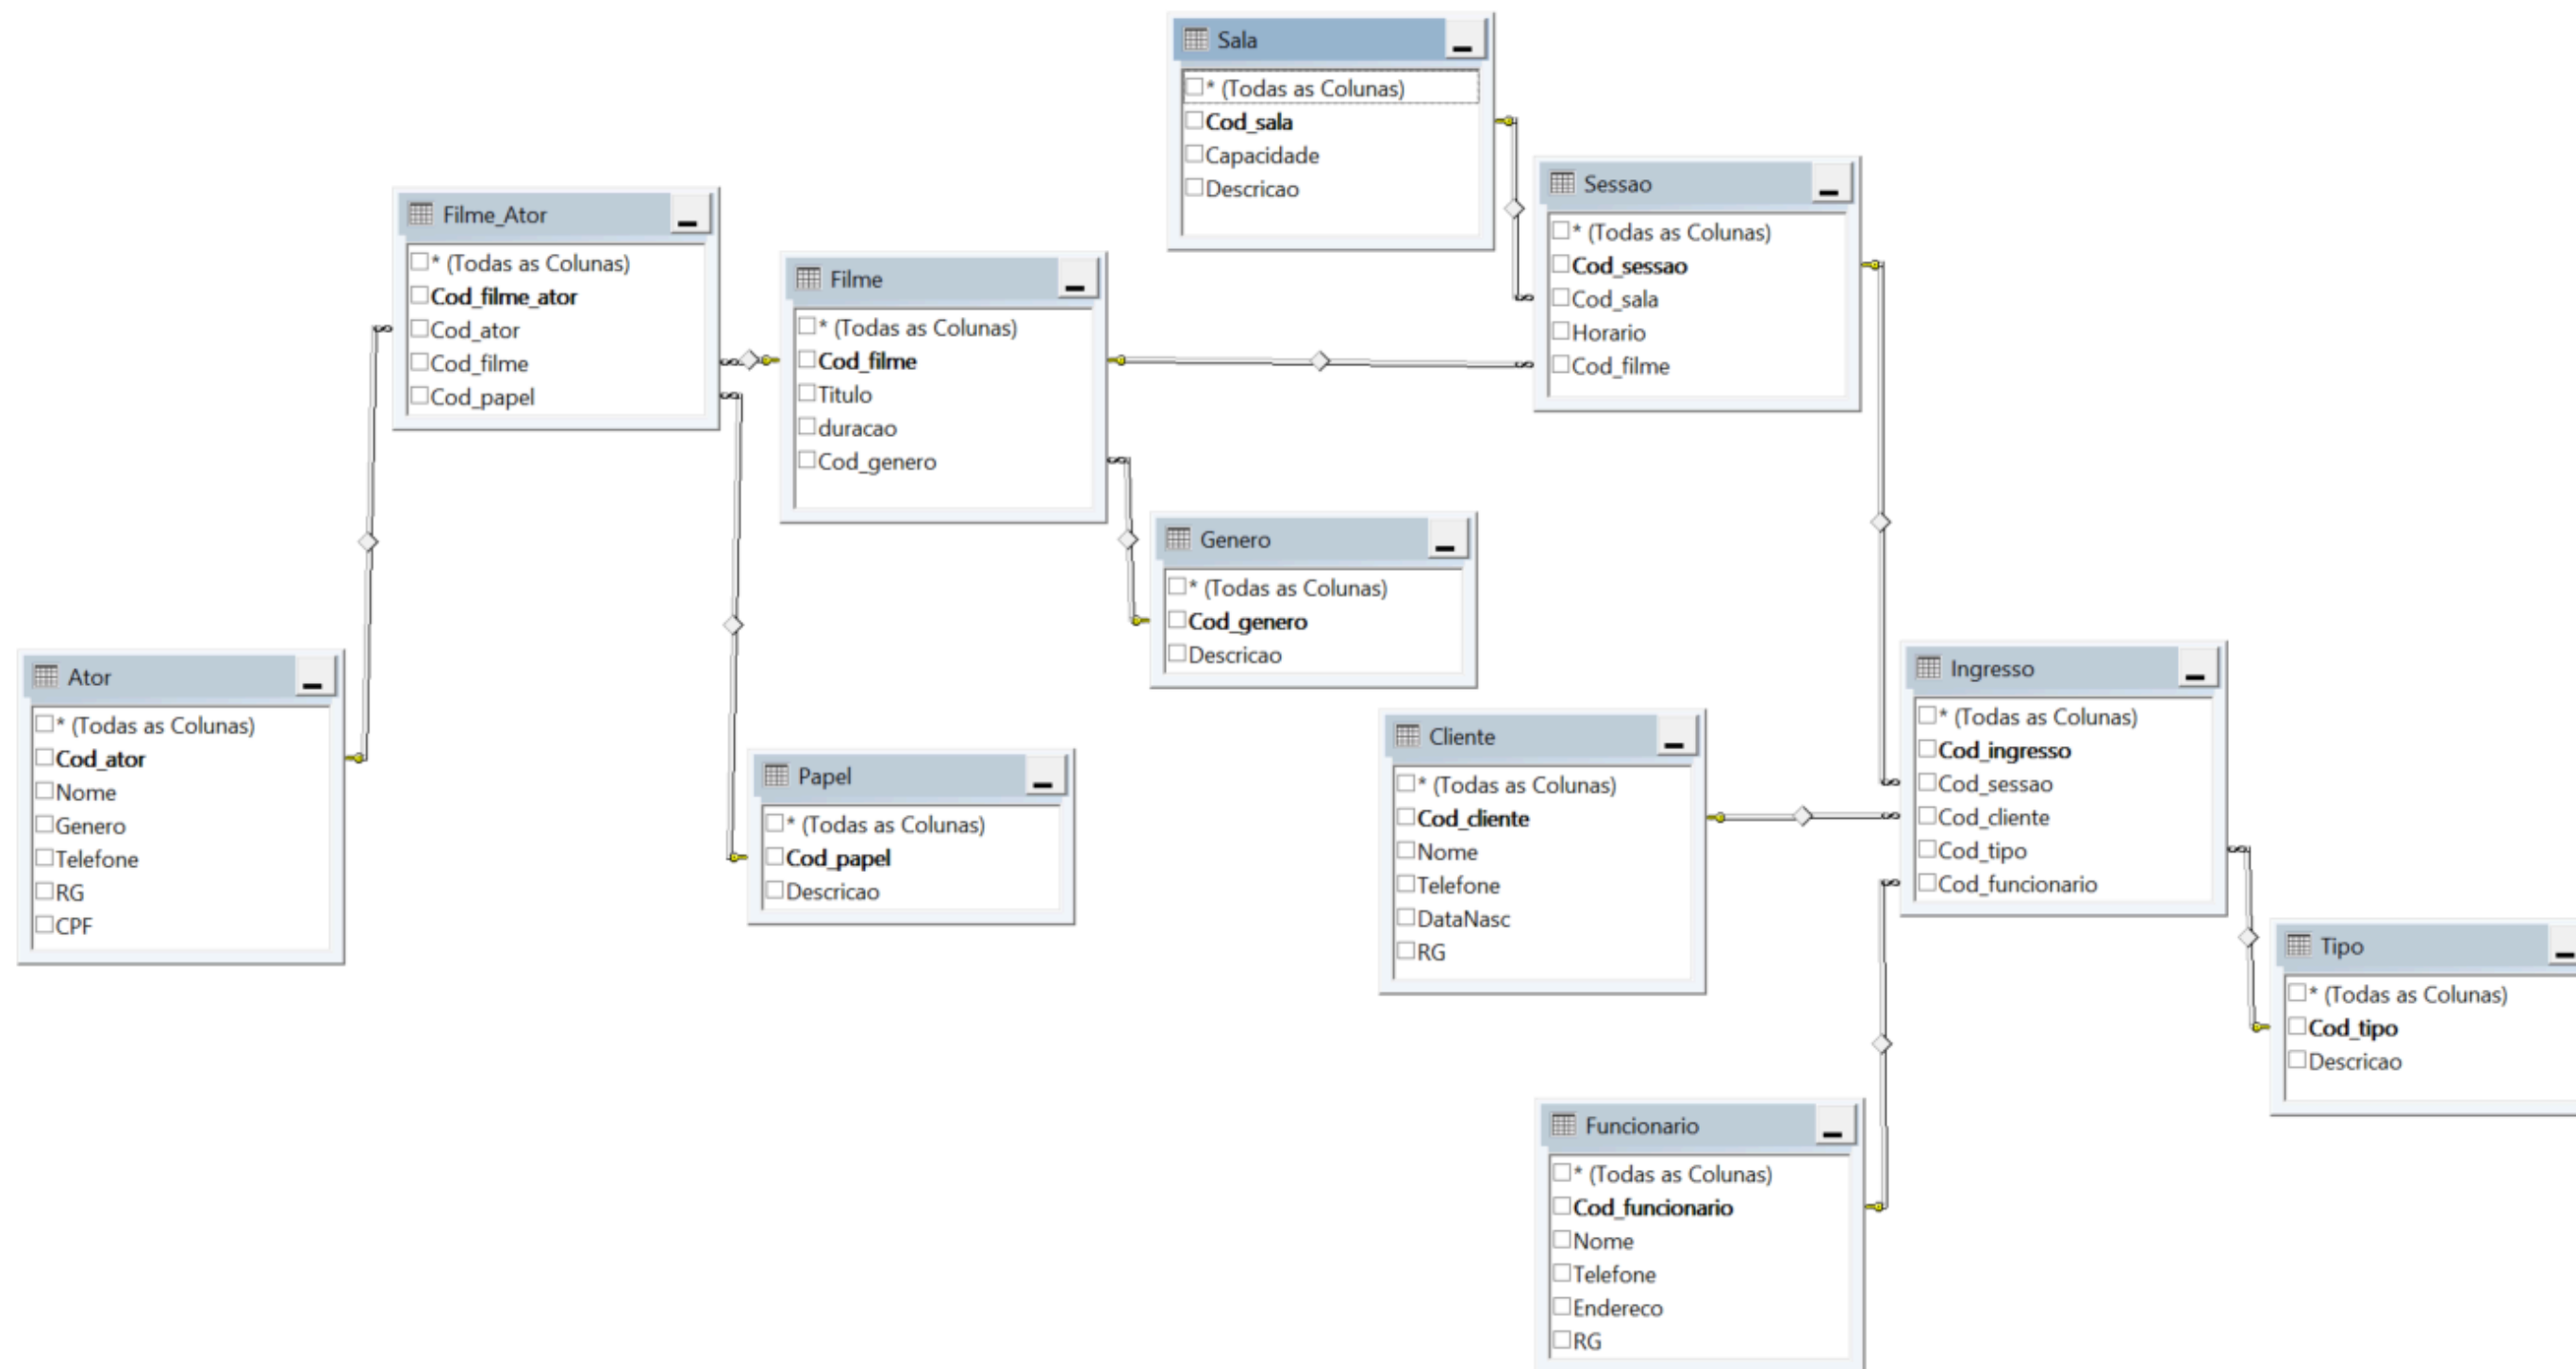 Sala
* (Todas as Colunas)
Cod_sala
Capacidade
Descricao
Sessao
* (Todas as Colunas)
Cod_sessao
Cod_sala
Horario
Cod_filme
Filme_Ator
* (Todas as Colunas)
Cod_filme_ator
Cod_ator
Cod_filme
Cod_papel
Filme
* (Todas as Colunas)
Cod_filme
Titulo
duracao
Cod_genero
Genero
* (Todas as Colunas)
Cod_genero
Descricao
Ator
* (Todas as Colunas)
Cod_ator
Nome
Genero
Telefone
RG
CPF
Papel
* (Todas as Colunas)
Cod_papel
Descricao
Cliente
* (Todas as Colunas)
Cod_cliente
Nome
Telefone
DataNasc
RG
Ingresso
* (Todas as Colunas)
Cod_ingresso
Cod_sessao
Cod_cliente
Cod_tipo
Cod_funcionario
Tipo
* (Todas as Colunas)
Cod_tipo
Descricao
Funcionario
* (Todas as Colunas)
Cod_funcionario
Nome
Telefone
Endereco
RG